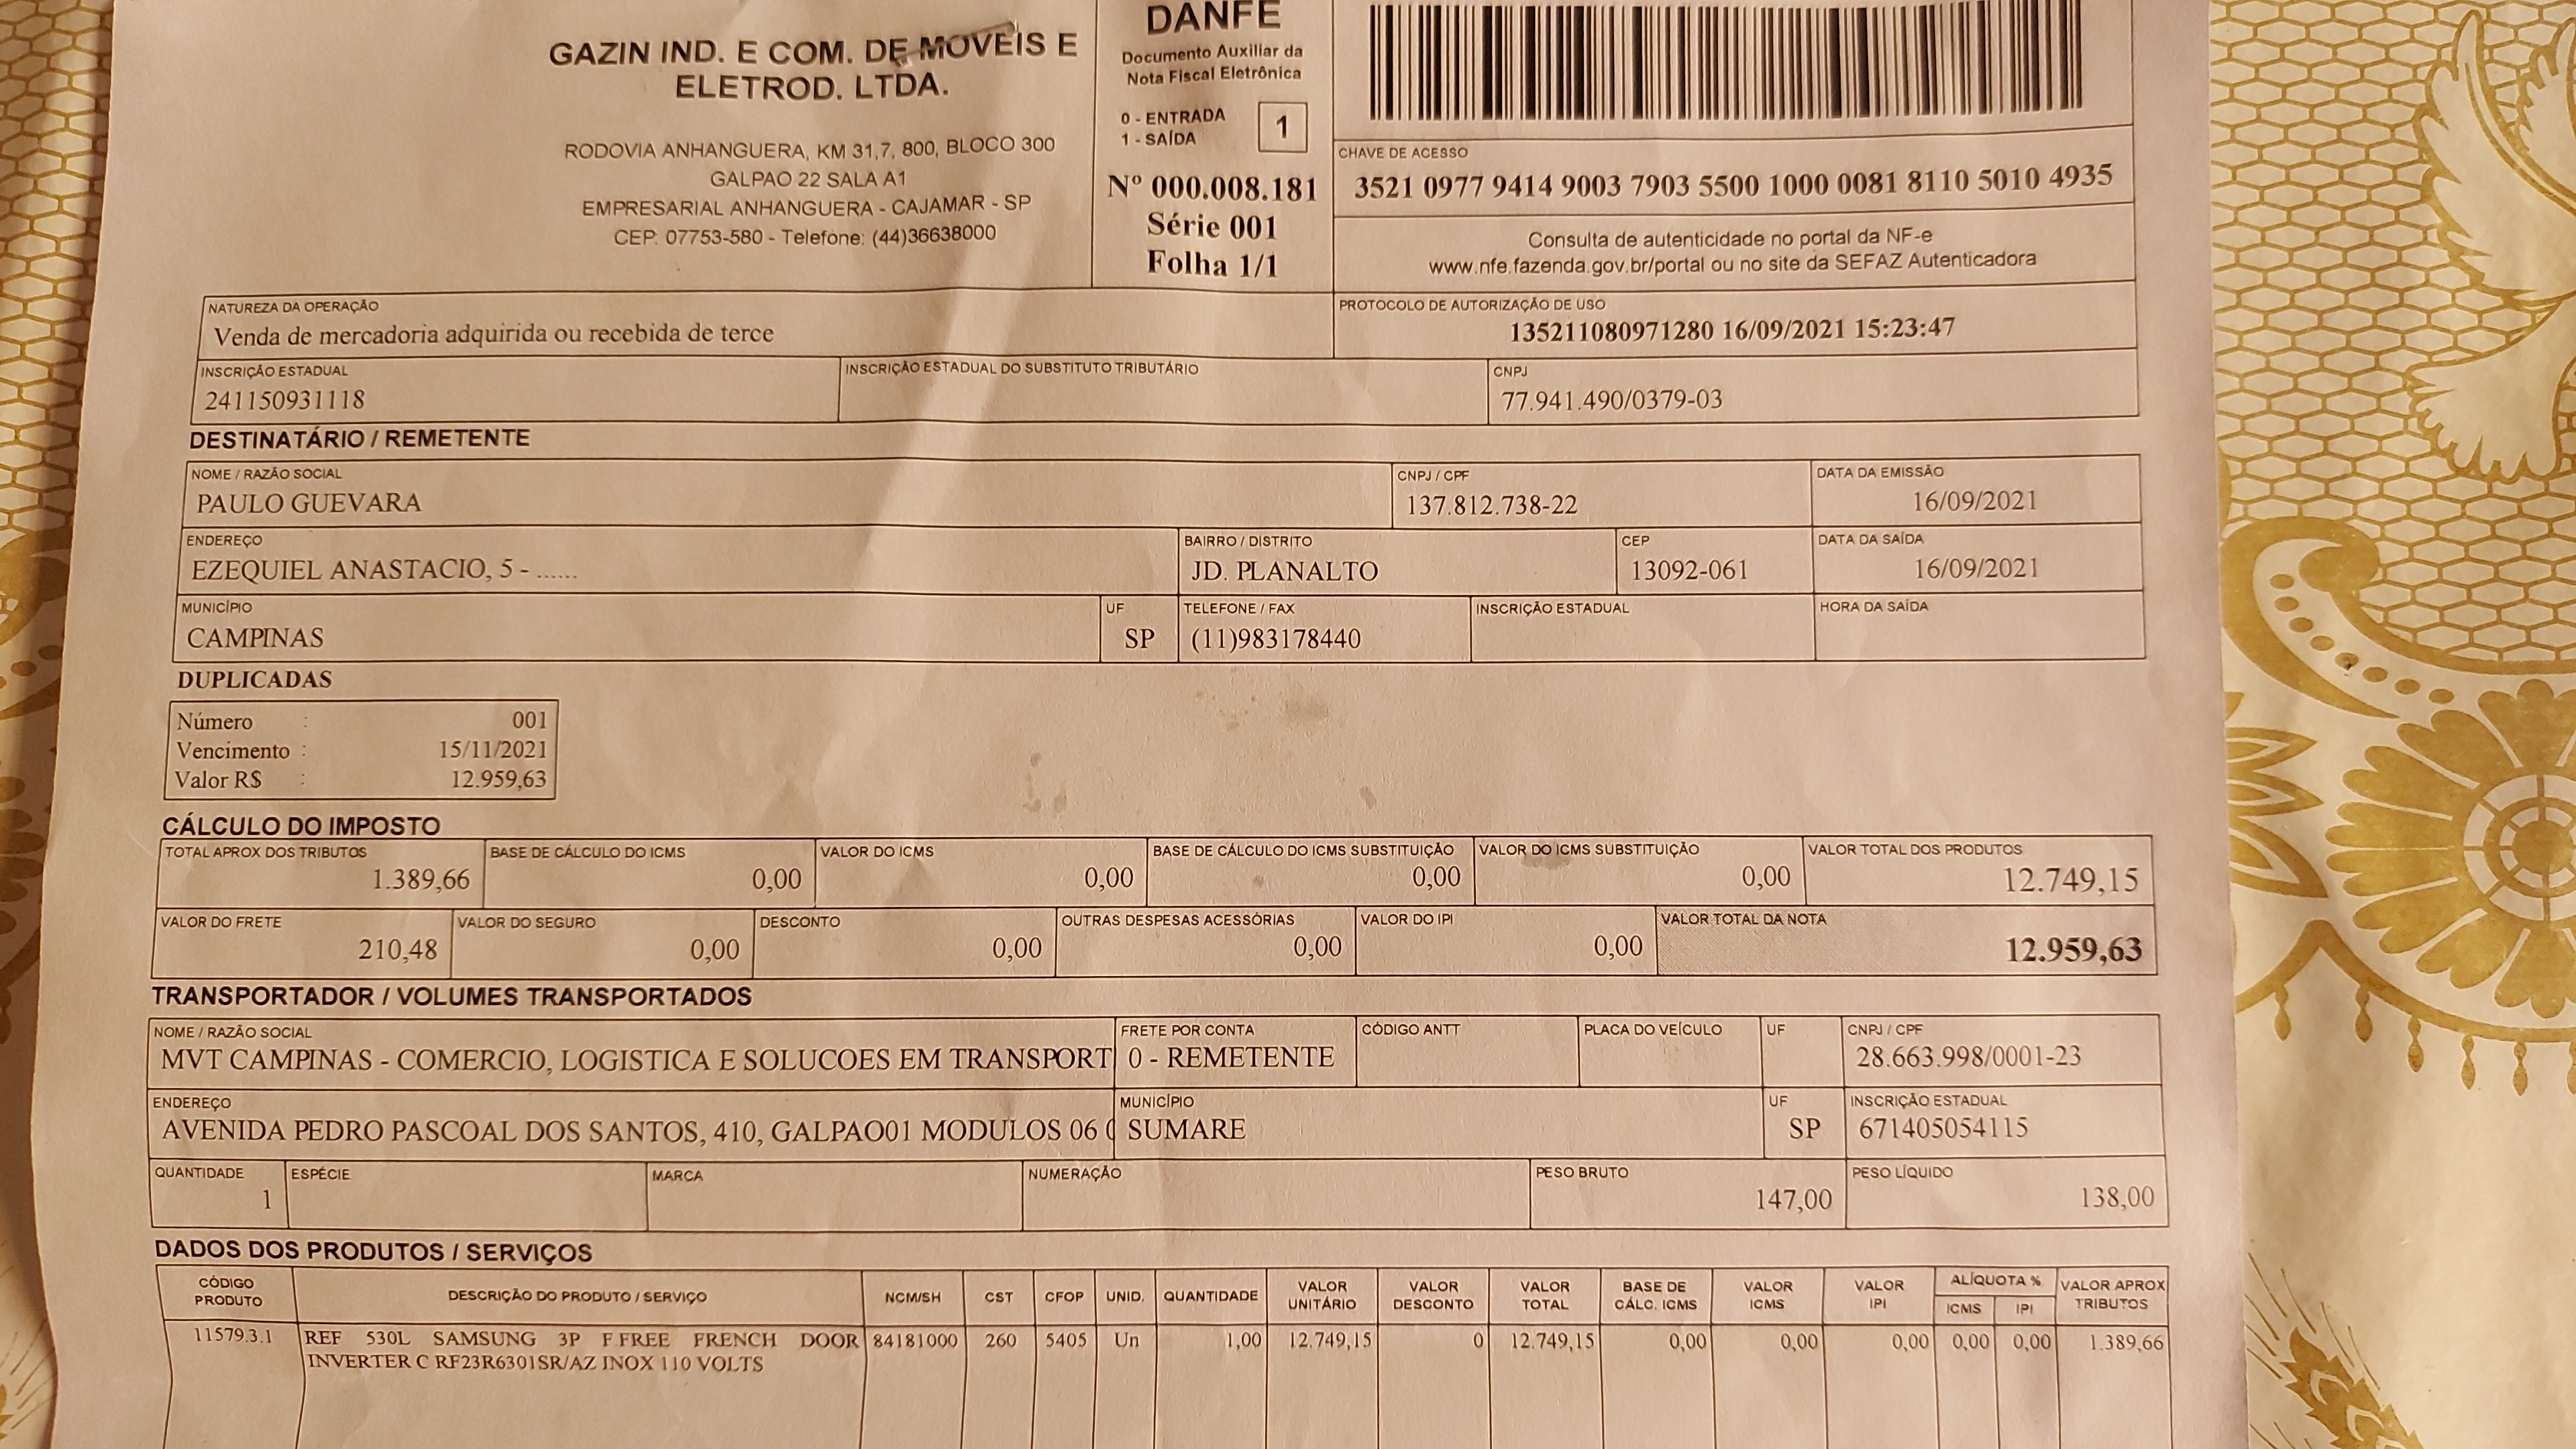 GAZIN IND. E COM. DE MOVEIS E
ELETROD. LTDA.
RODOVIA ANHANGUERA, KM 31,7, 800, BLOCO 300
GALPAO 22 SALA A1
EMPRESARIAL ANHANGUERA - CAJAMAR - SP
CEP: 07753-580 - Telefone: (44)36638000
DANFE
Documento Auxiliar da
Nota Fiscal Eletrônica
0 - ENTRADA
1 - SAÍDA
1
Nº 000.008.181
Série 001
Folha 1/1
CHAVE DE ACESSO
3521 0977 9414 9003 7903 5500 1000 0081 8110 5010 4935
Consulta de autenticidade no portal da NF-e
www.nfe.fazenda.gov.br/portal ou no site da SEFAZ Autenticadora
NATUREZA DA OPERAÇÃO
Venda de mercadoria adquirida ou recebida de terce
PROTOCOLO DE AUTORIZAÇÃO DE USO
135211080971280 16/09/2021 15:23:47
INSCRIÇÃO ESTADUAL
241150931118
INSCRIÇÃO ESTADUAL DO SUBSTITUTO TRIBUTÁRIO
CNPJ
77.941.490/0379-03
DESTINATÁRIO / REMETENTE
NOME / RAZÃO SOCIAL
PAULO GUEVARA
CNPJ / CPF
137.812.738-22
DATA DA EMISSÃO
16/09/2021
ENDEREÇO
EZEQUIEL ANASTACIO, 5 - ......
BAIRRO / DISTRITO
JD. PLANALTO
CEP
13092-061
DATA DA SAÍDA
16/09/2021
MUNICÍPIO
CAMPINAS
UF
SP
TELEFONE / FAX
(11)983178440
INSCRIÇÃO ESTADUAL
HORA DA SAÍDA
DUPLICADAS
Número : 001
Vencimento : 15/11/2021
Valor R$ : 12.959,63
CÁLCULO DO IMPOSTO
TOTAL APROX DOS TRIBUTOS
1.389,66
BASE DE CÁLCULO DO ICMS
0,00
VALOR DO ICMS
0,00
BASE DE CÁLCULO DO ICMS SUBSTITUIÇÃO
0,00
VALOR DO ICMS SUBSTITUIÇÃO
0,00
VALOR TOTAL DOS PRODUTOS
12.749,15
VALOR DO FRETE
210,48
VALOR DO SEGURO
0,00
DESCONTO
0,00
OUTRAS DESPESAS ACESSÓRIAS
0,00
VALOR DO IPI
0,00
VALOR TOTAL DA NOTA
12.959,63
TRANSPORTADOR / VOLUMES TRANSPORTADOS
NOME / RAZÃO SOCIAL
MVT CAMPINAS - COMERCIO, LOGISTICA E SOLUCOES EM TRANSPORT
FRETE POR CONTA
0 - REMETENTE
CÓDIGO ANTT
PLACA DO VEÍCULO
UF
CNPJ / CPF
28.663.998/0001-23
ENDEREÇO
AVENIDA PEDRO PASCOAL DOS SANTOS, 410, GALPAO01 MODULOS 06 (
MUNICÍPIO
SUMARE
UF
SP
INSCRIÇÃO ESTADUAL
671405054115
QUANTIDADE
1
ESPÉCIE
MARCA
NUMERAÇÃO
PESO BRUTO
147,00
PESO LÍQUIDO
138,00
DADOS DOS PRODUTOS / SERVIÇOS
CÓDIGO PRODUTO
DESCRIÇÃO DO PRODUTO / SERVIÇO
NCM/SH
CST
CFOP
UNID.
QUANTIDADE
VALOR UNITÁRIO
VALOR DESCONTO
VALOR TOTAL
BASE DE CÁLC. ICMS
VALOR ICMS
VALOR IPI
ALÍQUOTA %
ICMS IPI
VALOR APROX TRIBUTOS
11579.3.1 REF 530L SAMSUNG 3P F.FREE FRENCH DOOR 84181000 260 5405 Un 1,00 12.749,15 0 12.749,15 0,00 0,00 0,00 0,00 0,00 1.389,66
INVERTER C RF23R6301SR/AZ INOX 110 VOLTS